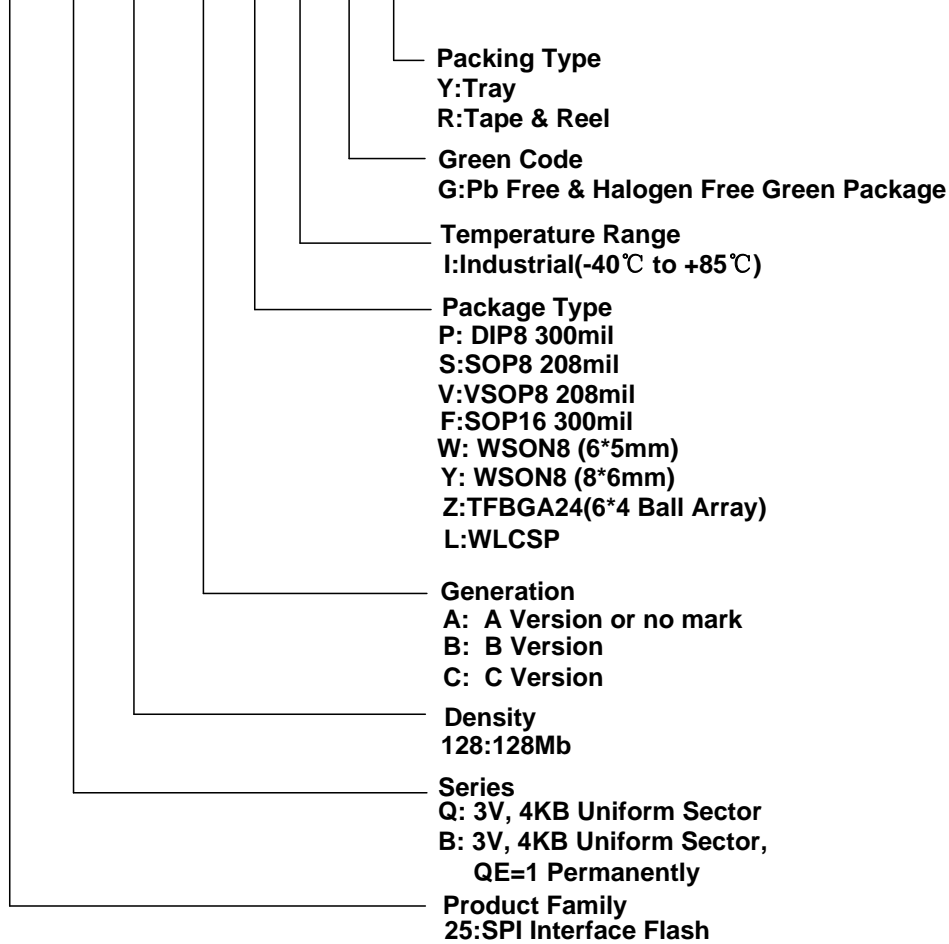 Packing Type
Y:Tray
R:Tape & Reel
Green Code
G:Pb Free & Halogen Free Green Package
Temperature Range
I:Industrial(-40℃ to +85℃)
Package Type
P: DIP8 300mil
S:SOP8 208mil
V:VSOP8 208mil
F:SOP16 300mil
W: WSON8 (6*5mm)
Y: WSON8 (8*6mm)
Z:TFBGA24(6*4 Ball Array)
L:WLCSP
Generation
A: A Version or no mark
B: B Version
C: C Version
Density
128:128Mb
Series
Q: 3V, 4KB Uniform Sector
B: 3V, 4KB Uniform Sector,
QE=1 Permanently
Product Family
25:SPI Interface Flash